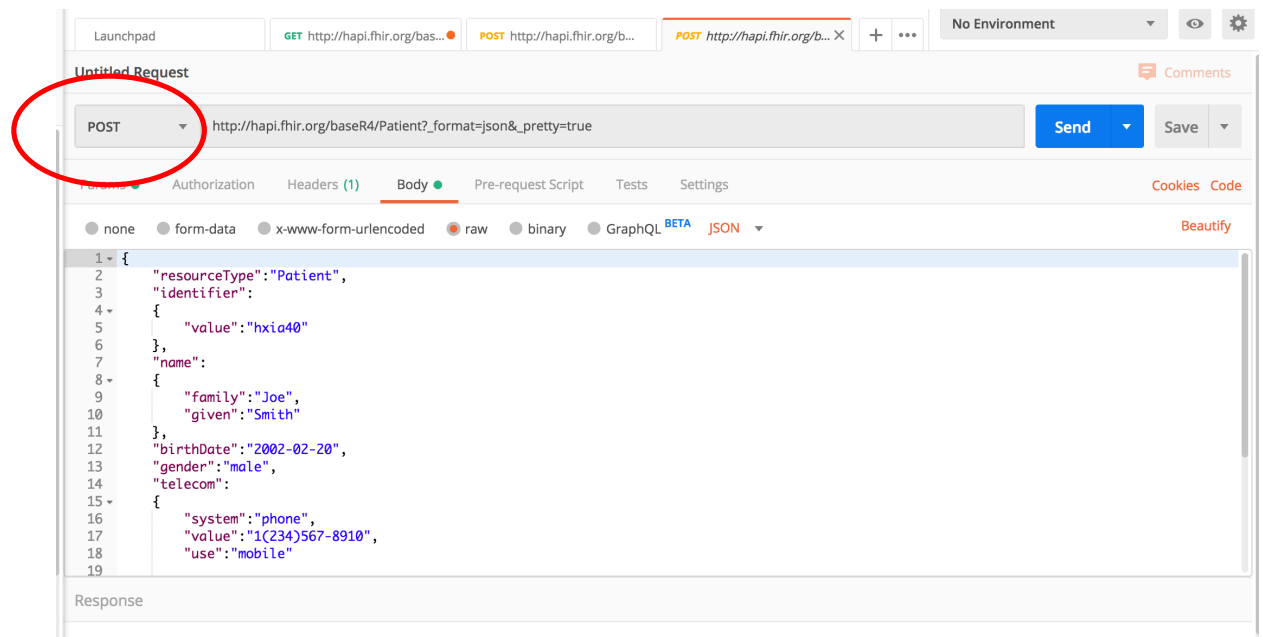 Launchpad GET http://hapi.fhir.org/bas... POST http://hapi.fhir.org/b... POST http://hapi.fhir.org/b... No Environment
Untitled Request Comments
POST http://hapi.fhir.org/baseR4/Patient?_format=json&_pretty=true Send Save
Params Authorization Headers (1) Body Pre-request Script Tests Settings Cookies Code
none form-data x-www-form-urlencoded raw binary GraphQL BETA JSON Beautify
1 {
2 "resourceType":"Patient",
3 "identifier":
4 {
5 "value":"hxia40"
6 },
7 "name":
8 {
9 "family":"Joe",
10 "given":"Smith"
11 },
12 "birthDate":"2002-02-20",
13 "gender":"male",
14 "telecom":
15 {
16 "system":"phone",
17 "value":"1(234)567-8910",
18 "use":"mobile"
19
Response